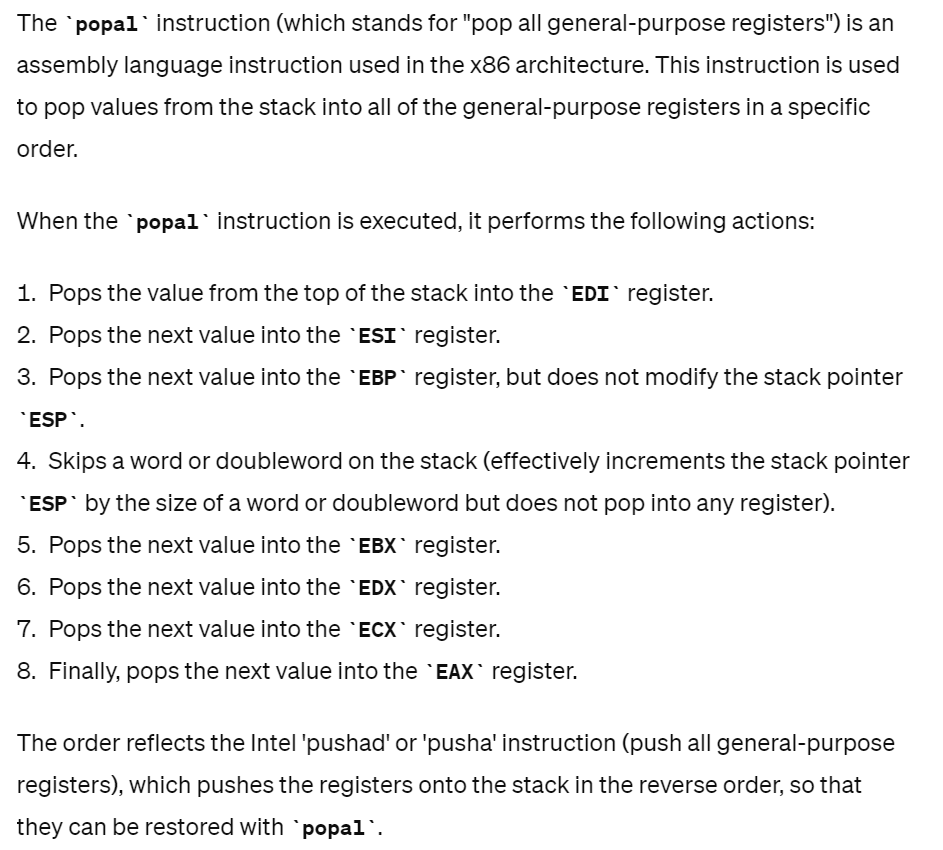 The `popal` instruction (which stands for "pop all general-purpose registers") is an
assembly language instruction used in the x86 architecture. This instruction is used
to pop values from the stack into all of the general-purpose registers in a specific
order.
When the `popal` instruction is executed, it performs the following actions:
1. Pops the value from the top of the stack into the `EDI` register.
2. Pops the next value into the `ESI` register.
3. Pops the next value into the `EBP` register, but does not modify the stack pointer
`ESP`.
4. Skips a word or doubleword on the stack (effectively increments the stack pointer
`ESP` by the size of a word or doubleword but does not pop into any register).
5. Pops the next value into the `EBX` register.
6. Pops the next value into the `EDX` register.
7. Pops the next value into the `ECX` register.
8. Finally, pops the next value into the `EAX` register.
The order reflects the Intel 'pushad' or 'pusha' instruction (push all general-purpose
registers), which pushes the registers onto the stack in the reverse order, so that
they can be restored with `popal`.